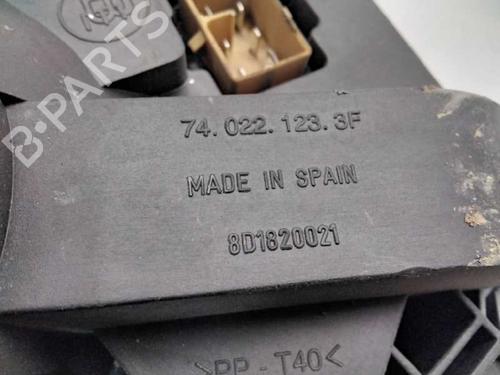 B-PARTS
74.022.123.3F
MADE IN SPAIN
8D1820021
>PP-T40<